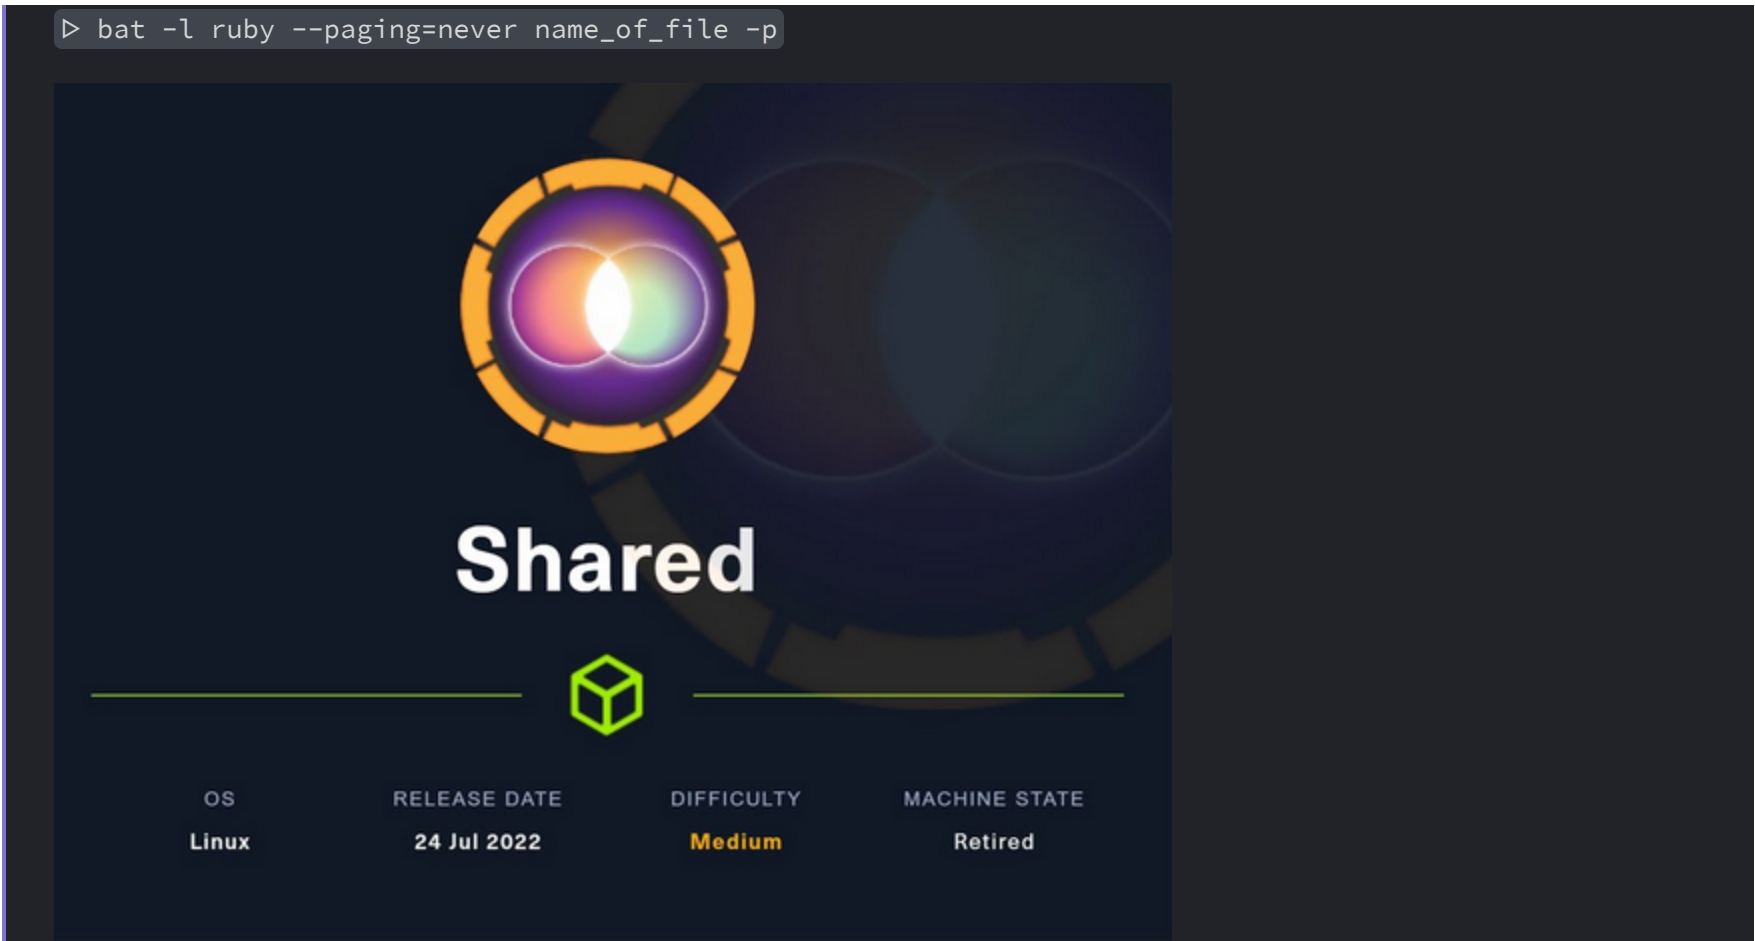 ▷ bat -l ruby --paging=never name_of_file -p
Shared
OS RELEASE DATE DIFFICULTY MACHINE STATE
Linux 24 Jul 2022 Medium Retired